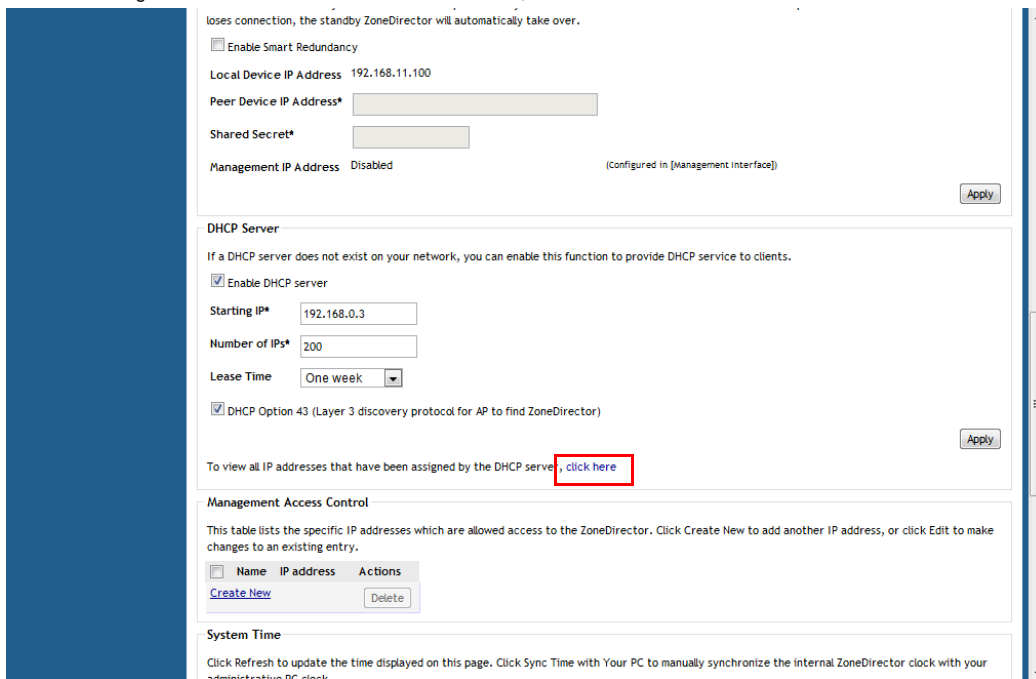 loses connection, the standby ZoneDirector will automatically take over.
Enable Smart Redundancy
Local Device IP Address 192.168.11.100
Peer Device IP Address*
Shared Secret*
Management IP Address Disabled (Configured in [Management Interface])
Apply
DHCP Server
If a DHCP server does not exist on your network, you can enable this function to provide DHCP service to clients.
Enable DHCP server
Starting IP* 192.168.0.3
Number of IPs* 200
Lease Time One week
DHCP Option 43 (Layer 3 discovery protocol for AP to find ZoneDirector)
Apply
To view all IP addresses that have been assigned by the DHCP server, click here
Management Access Control
This table lists the specific IP addresses which are allowed access to the ZoneDirector. Click Create New to add another IP address, or click Edit to make
changes to an existing entry.
Name IP address Actions
Create New Delete
System Time
Click Refresh to update the time displayed on this page. Click Sync Time with Your PC to manually synchronize the internal ZoneDirector clock with your
administrative PC clock.